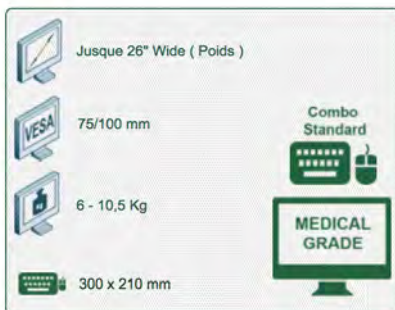 Jusque 26" Wide ( Poids )
VESA
75/100 mm
KG
6 - 10,5 Kg
300 x 210 mm
Combo
Standard
MEDICAL
GRADE